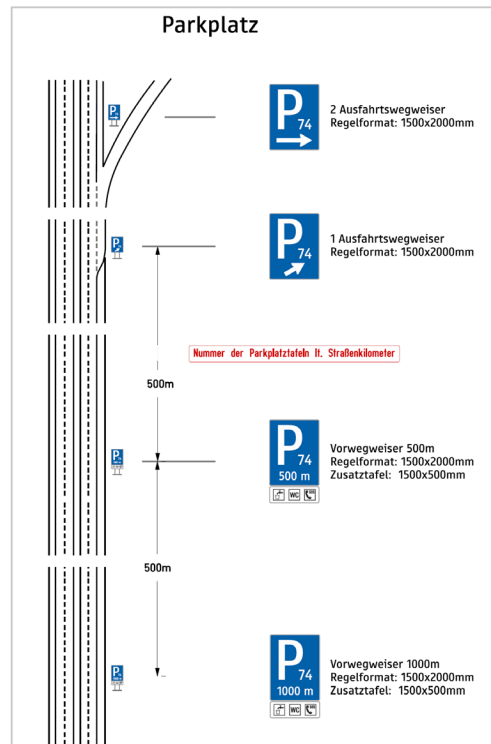 Parkplatz
P
74
2 Ausfahrtswegweiser
Regelformat: 1500x2000mm
P
74
1 Ausfahrtswegweiser
Regelformat: 1500x2000mm
Nummer der Parkplatztafeln lt. Straßenkilometer
500m
P
74
500 m
WC
Vorwegweiser 500m
Regelformat: 1500x2000mm
Zusatztafel: 1500x500mm
500m
P
74
1000 m
WC
Vorwegweiser 1000m
Regelformat: 1500x2000mm
Zusatztafel: 1500x500mm